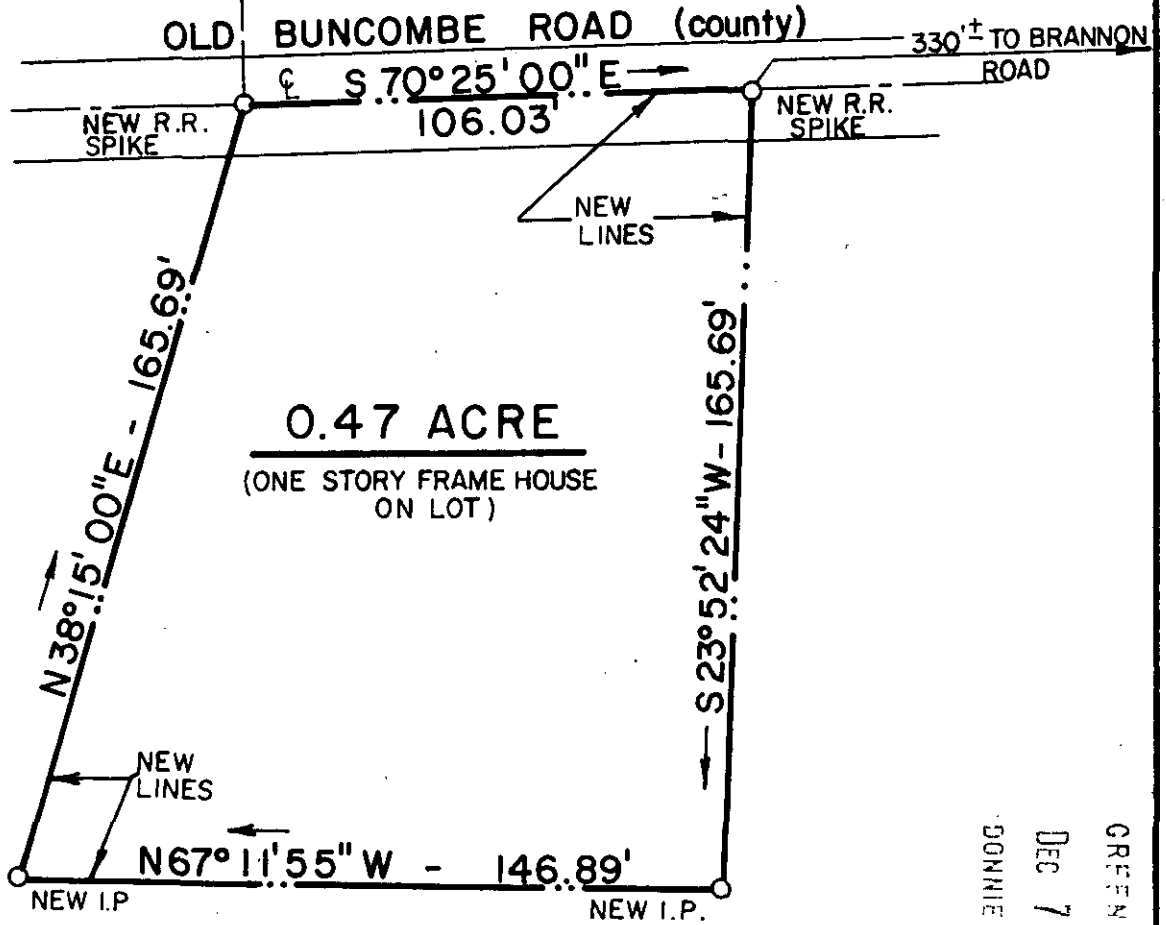 OLD BUNCOMBE ROAD (county)
330'± TO BRANNON
ROAD
℄ S 70°25'00" E
106.03'
NEW R.R.
SPIKE
NEW R.R.
SPIKE
NEW
LINES
N38°15'00"E - 165.69'
S23°52'24"W - 165.69'
0.47 ACRE
(ONE STORY FRAME HOUSE
ON LOT)
NEW
LINES
N67°11'55"W - 146.89'
NEW I.P
NEW I.P.
GREEN
DEC 7
DONNIE